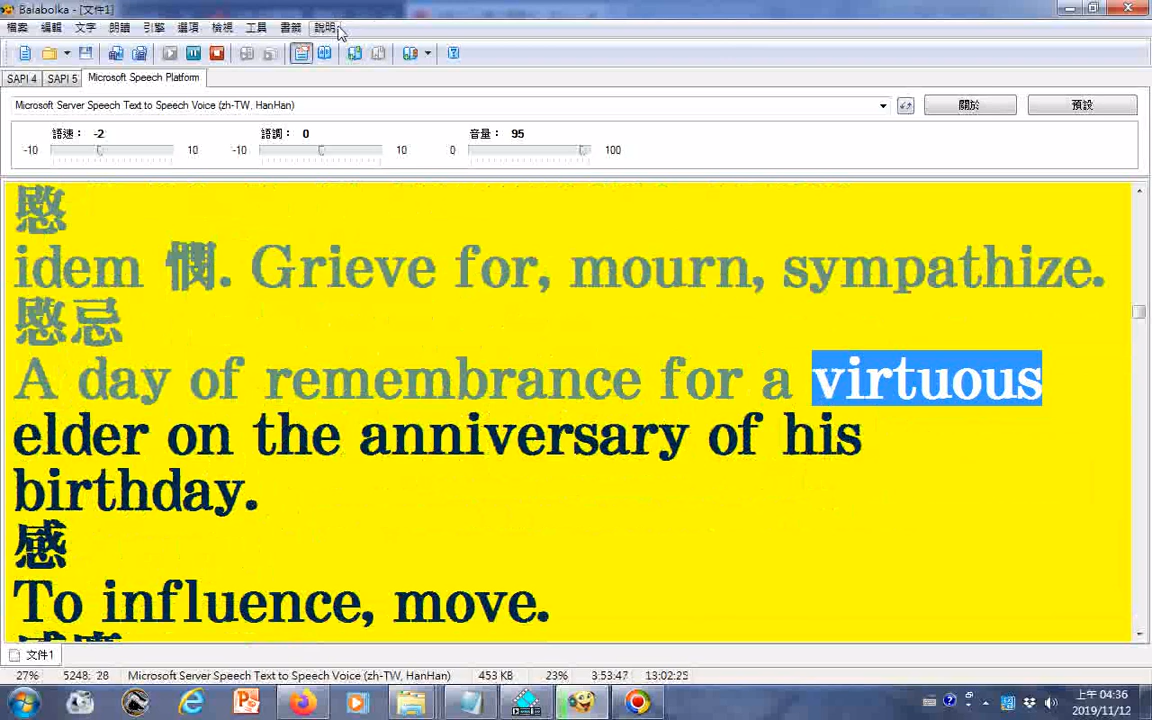 Balabolka - [文件1]
檔案 編輯 文字 朗讀 引擎 選項 檢視 工具 書籤 說明
SAPI 4 SAPI 5 Microsoft Speech Platform
Microsoft Server Speech Text to Speech Voice (zh-TW, HanHan) 關於 預設
語速： -2 語調： 0 音量： 95
-10 10 -10 10 0 100
愍
idem 憫. Grieve for, mourn, sympathize.
愍忌
A day of remembrance for a virtuous
elder on the anniversary of his
birthday.
感
To influence, move.
文件1
27% 5248: 28 Microsoft Server Speech Text to Speech Voice (zh-TW, HanHan) 453 KB 23% 3:53:47 13:02:25
上午 04:36
2019/11/12